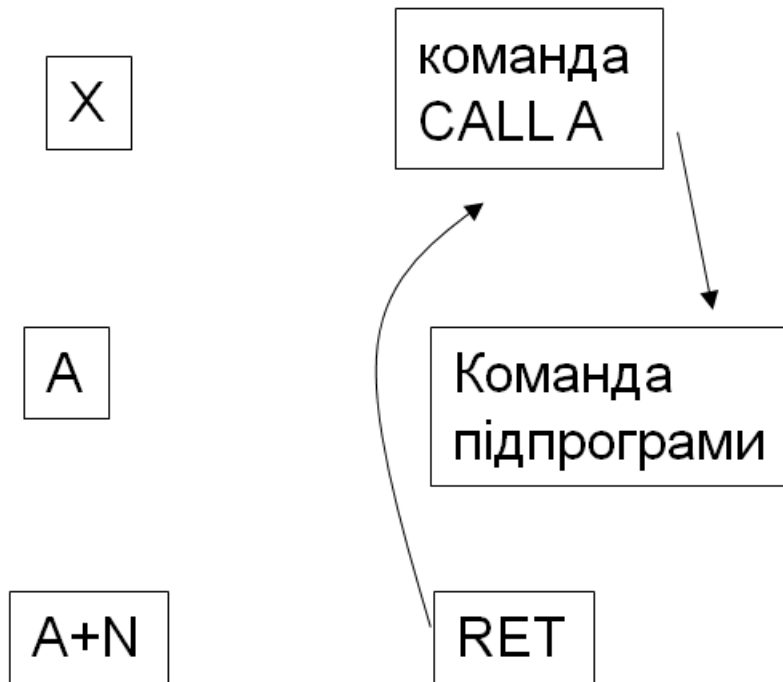 X
команда
CALL A
A
Команда
підпрограми
A+N
RET